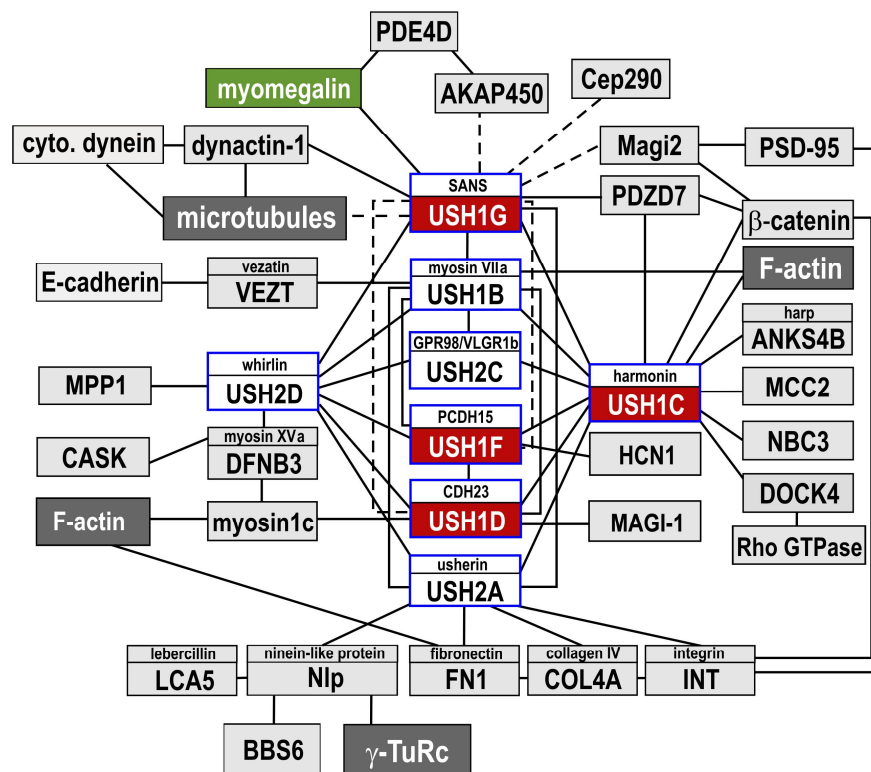 PDE4D
myomegalin
AKAP450
Cep290
cyto. dynein
dynactin-1
Magi2
PSD-95
SANS
USH1G
PDZD7
microtubules
β-catenin
myosin VIIa
USH1B
F-actin
E-cadherin
vezatin
VEZT
harp
ANKS4B
GPR98/VLGR1b
USH2C
whirlin
USH2D
harmonin
USH1C
MPP1
MCC2
PCDH15
USH1F
myosin XVa
DFNB3
CASK
HCN1
NBC3
CDH23
USH1D
DOCK4
F-actin
myosin1c
MAGI-1
Rho GTPase
usherin
USH2A
lebercillin
LCA5
ninein-like protein
Nlp
fibronectin
FN1
collagen IV
COL4A
integrin
INT
BBS6
γ-TuRc